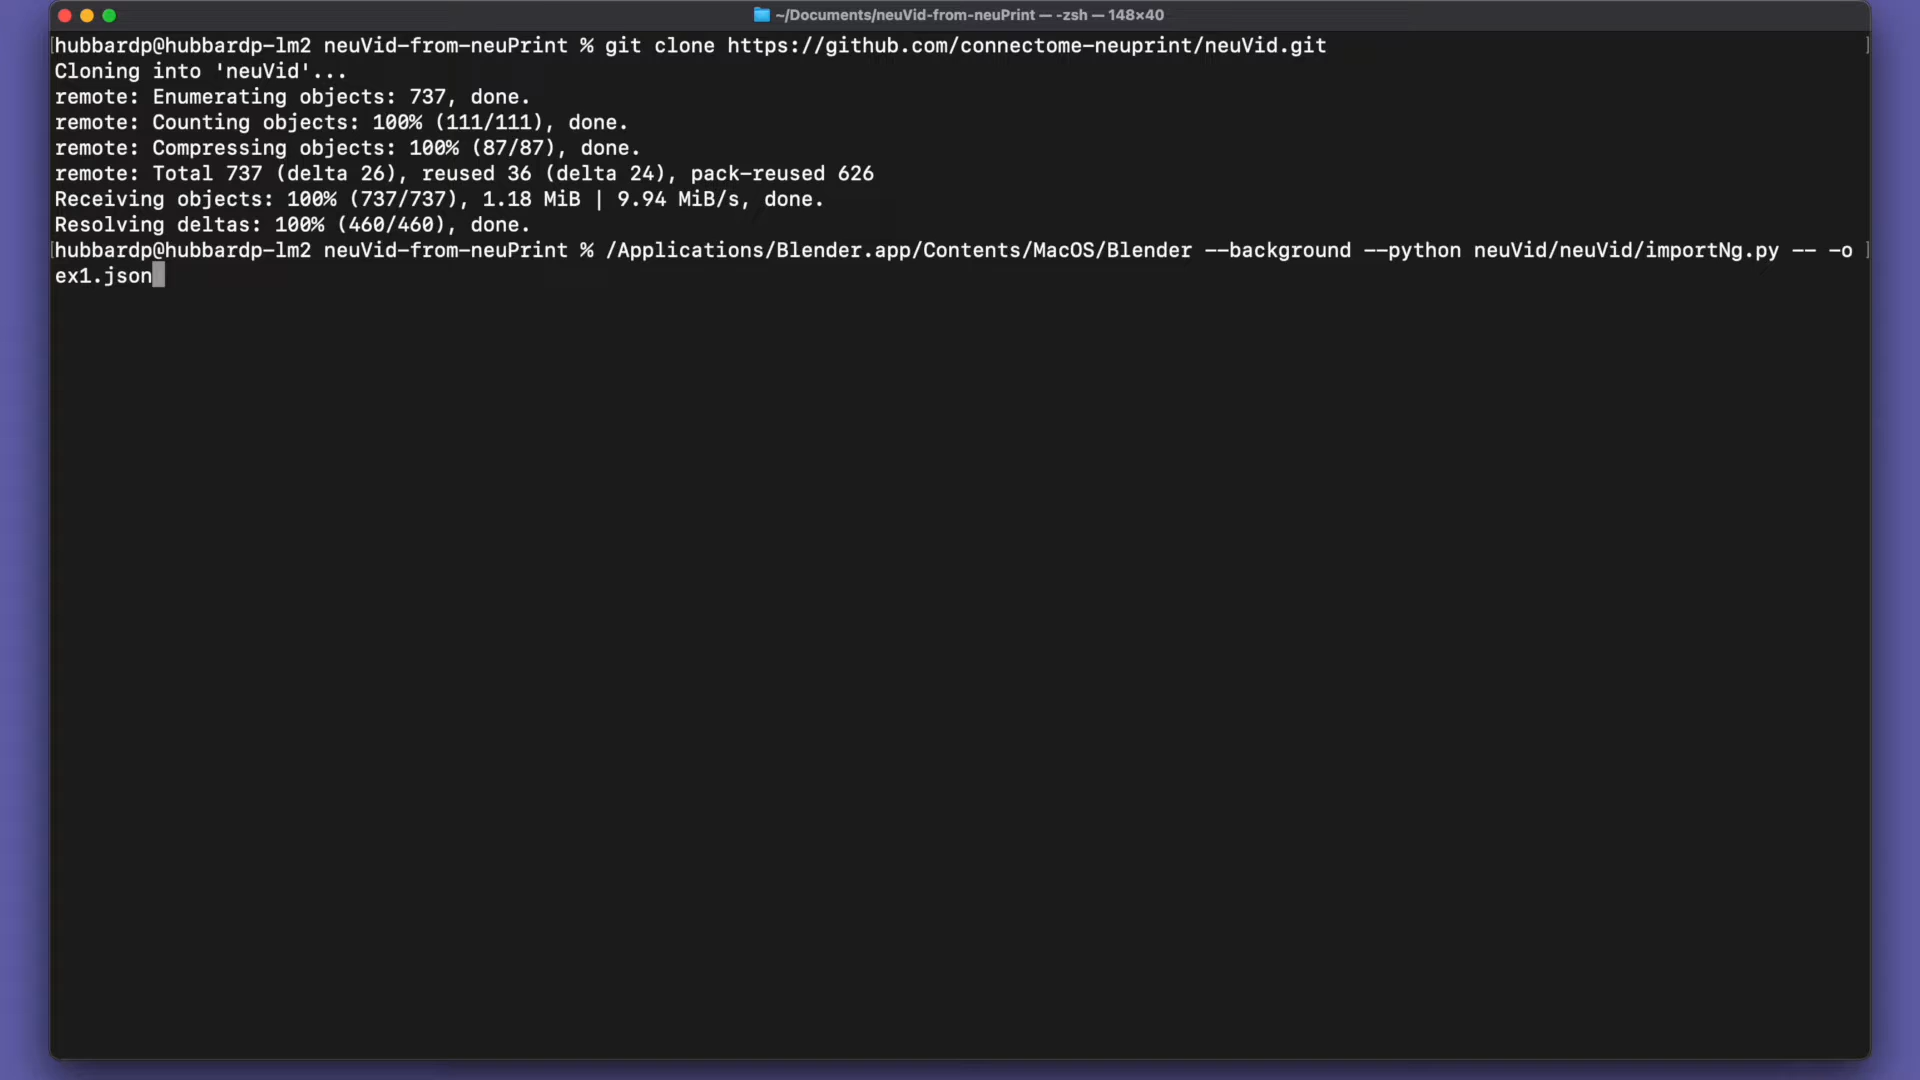 ~/Documents/neuVid-from-neuPrint — -zsh — 148×40
[hubbardp@hubbardp-lm2 neuVid-from-neuPrint % git clone https://github.com/connectome-neuprint/neuVid.git ]
Cloning into 'neuVid'...
remote: Enumerating objects: 737, done.
remote: Counting objects: 100% (111/111), done.
remote: Compressing objects: 100% (87/87), done.
remote: Total 737 (delta 26), reused 36 (delta 24), pack-reused 626
Receiving objects: 100% (737/737), 1.18 MiB | 9.94 MiB/s, done.
Resolving deltas: 100% (460/460), done.
[hubbardp@hubbardp-lm2 neuVid-from-neuPrint % /Applications/Blender.app/Contents/MacOS/Blender --background --python neuVid/neuVid/importNg.py -- -o ]
ex1.json